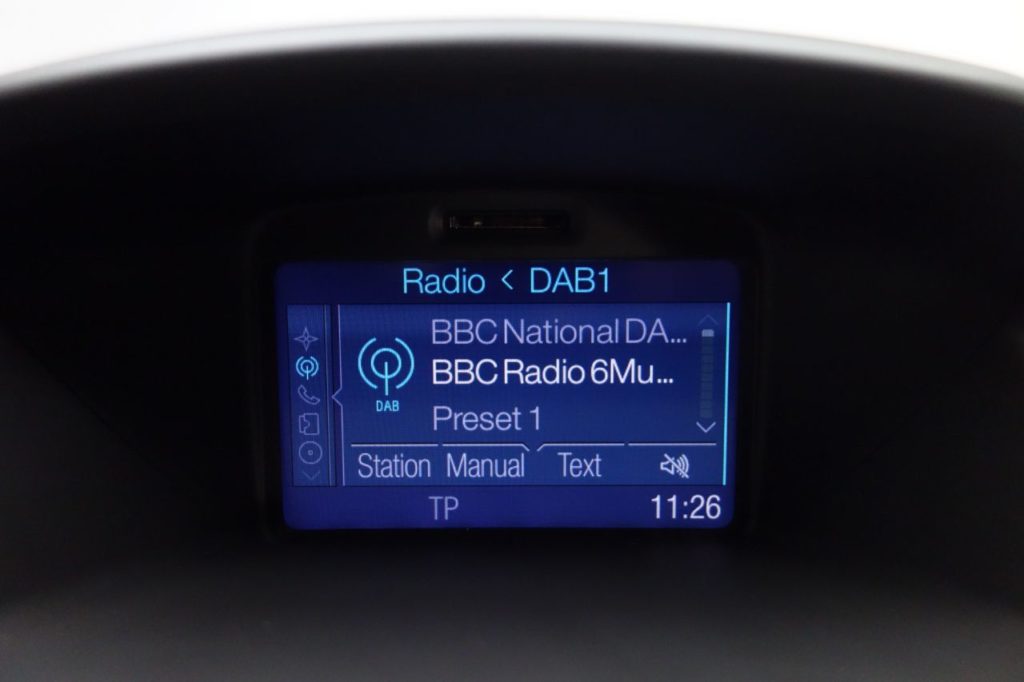 Radio < DAB1
BBC National DA...
BBC Radio 6Mu...
DAB
Preset 1
Station Manual Text
TP 11:26